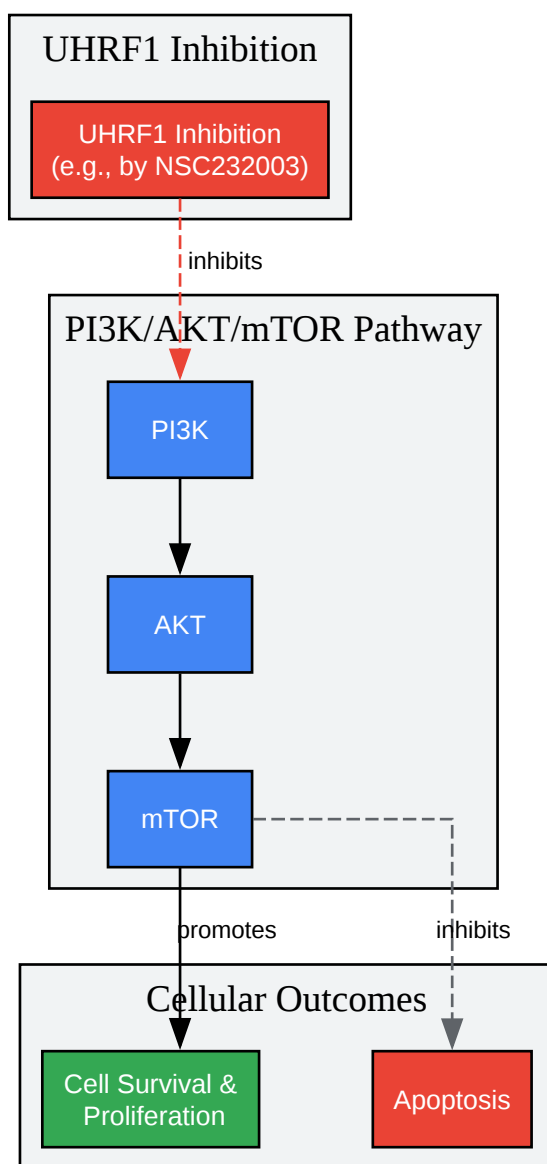 UHRF1 Inhibition
UHRF1 Inhibition
(e.g., by NSC232003)
inhibits
PI3K/AKT/mTOR Pathway
PI3K
AKT
mTOR
promotes
inhibits
Cellular Outcomes
Cell Survival &
Proliferation
Apoptosis